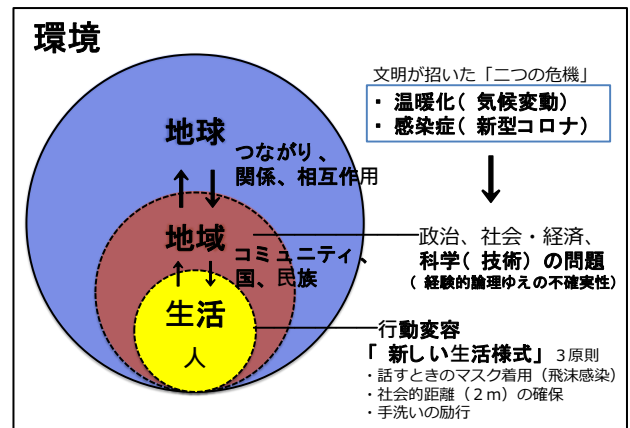 環境
文明が招いた「二つの危機」
・ 温暖化( 気候変動)
・ 感染症( 新型コロナ)
地球
つながり、
関係、相互作用
地域
コミュニティ、
国、民族
政治、社会・経済、
科学( 技術) の問題
( 経験的論理ゆえの不確実性)
生活
人
行動変容
「 新しい生活様式」 3原則
・話すときのマスク着用（飛沫感染）
・社会的距離（2ｍ）の確保
・手洗いの励行